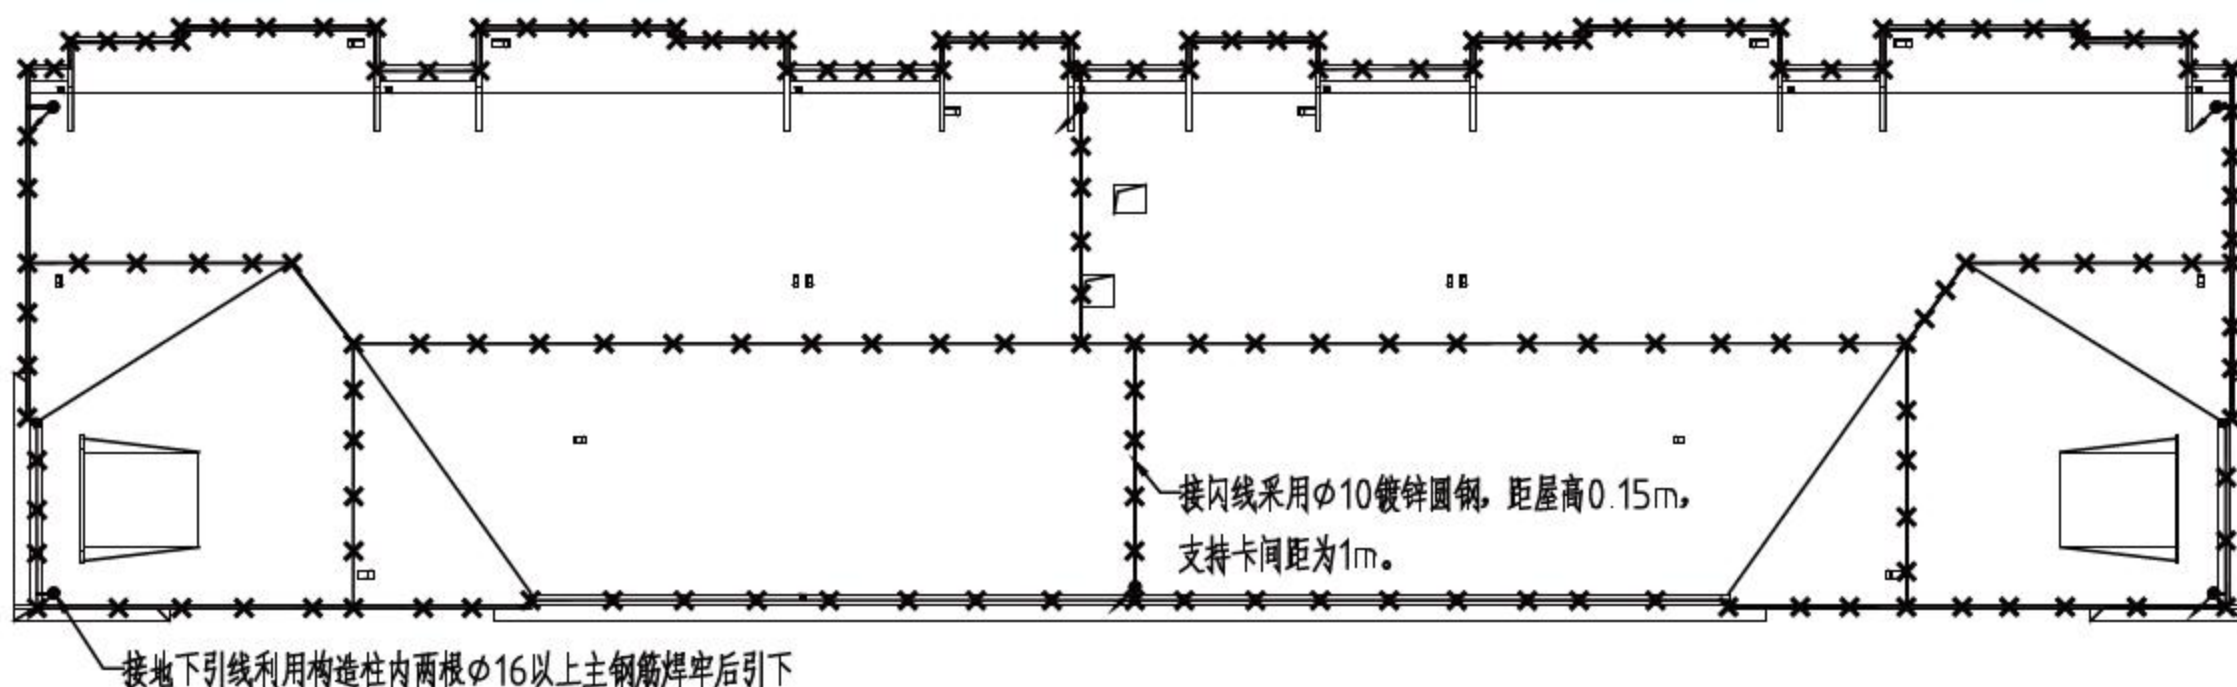 接闪线采用ф10镀锌圆钢，距屋高0.15m，
支持卡间距为1m。
接地下引线利用构造柱内两根ф16以上主钢筋焊牢后引下